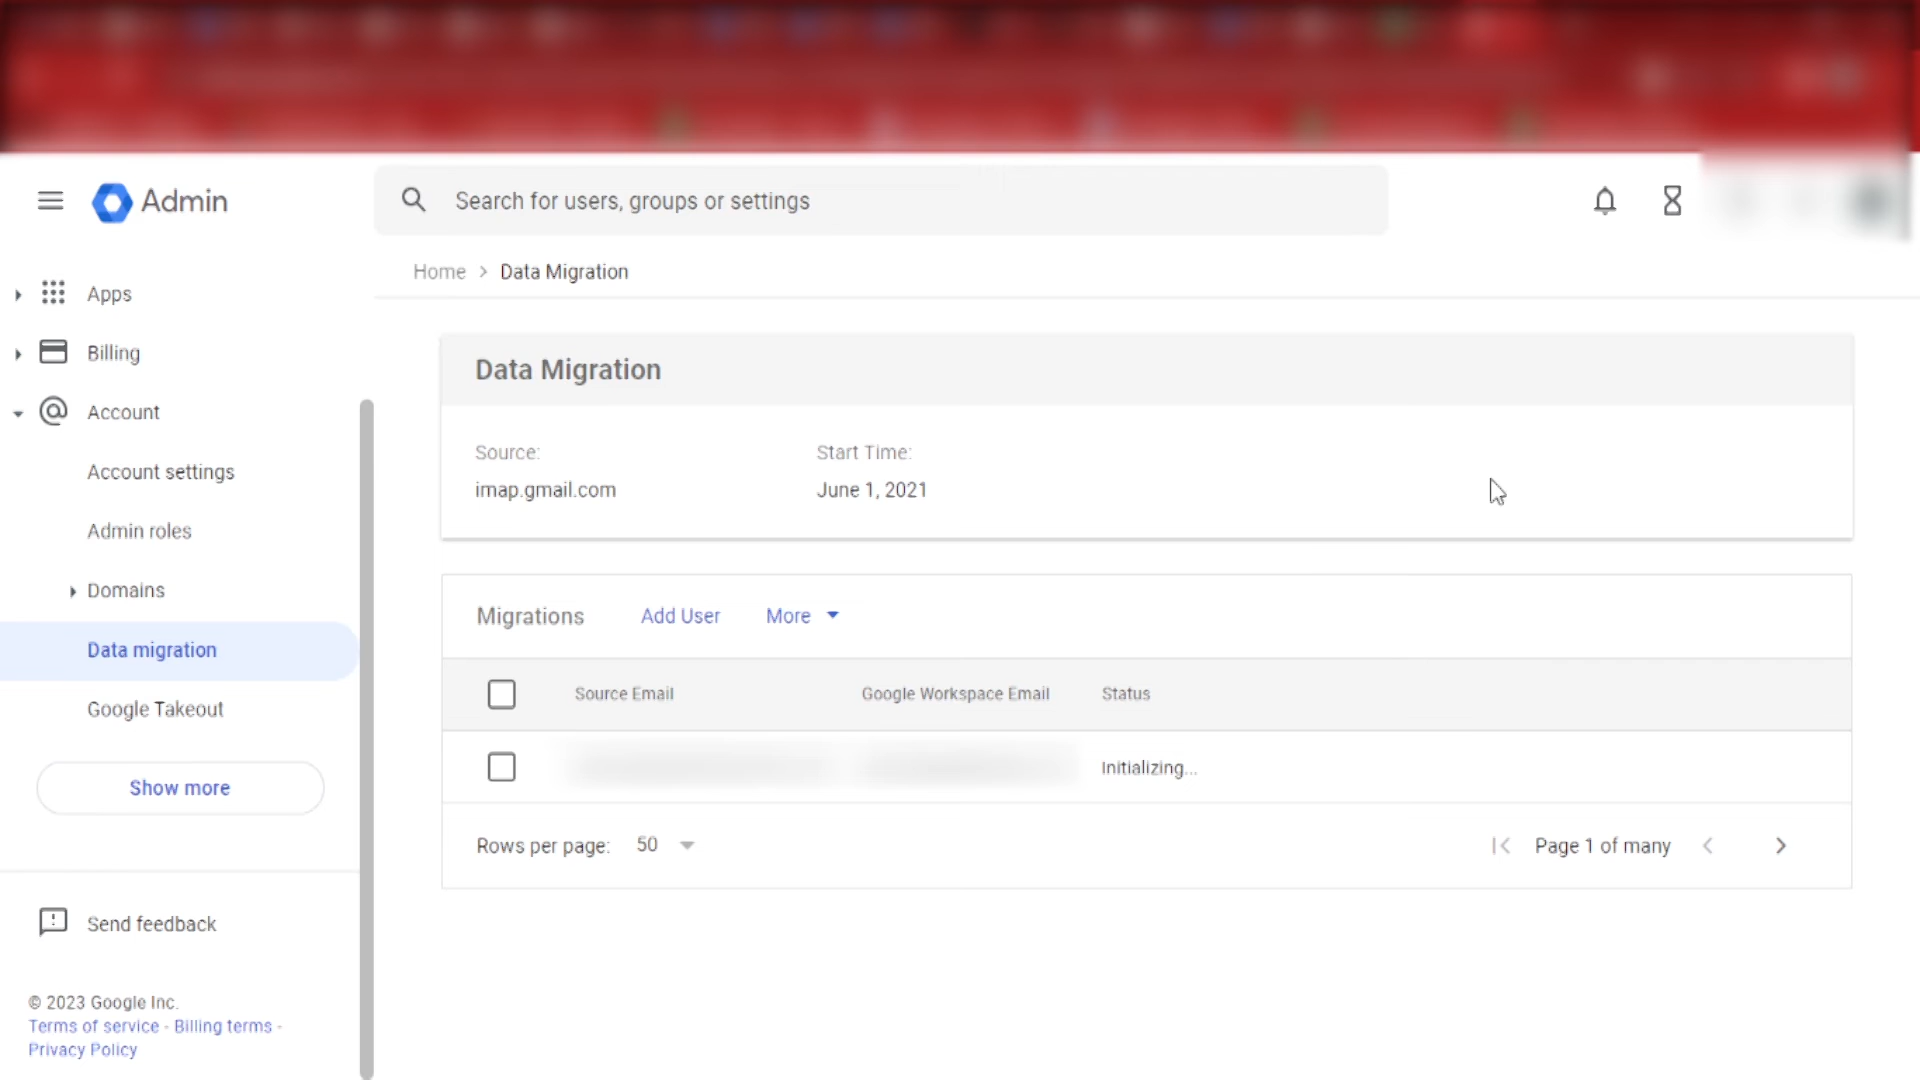 Admin
Search for users, groups or settings
Home > Data Migration
Apps
Billing
Account
Account settings
Admin roles
Domains
Data migration
Google Takeout
Show more
Send feedback
© 2023 Google Inc.
Terms of service - Billing terms -
Privacy Policy
Data Migration
Source:
imap.gmail.com
Start Time:
June 1, 2021
Migrations Add User More
Source Email Google Workspace Email Status
Initializing...
Rows per page: 50 Page 1 of many